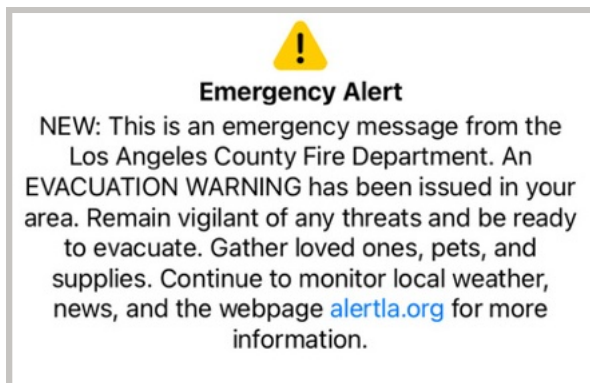 Emergency Alert
NEW: This is an emergency message from the
Los Angeles County Fire Department. An
EVACUATION WARNING has been issued in your
area. Remain vigilant of any threats and be ready
to evacuate. Gather loved ones, pets, and
supplies. Continue to monitor local weather,
news, and the webpage alertla.org for more
information.